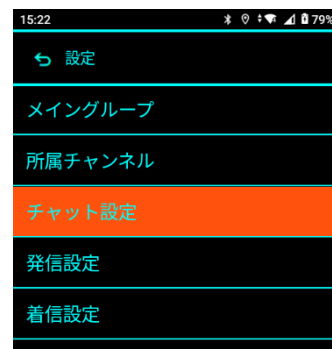 15:22 79%
設定
メイングループ
所属チャンネル
チャット設定
発信設定
着信設定